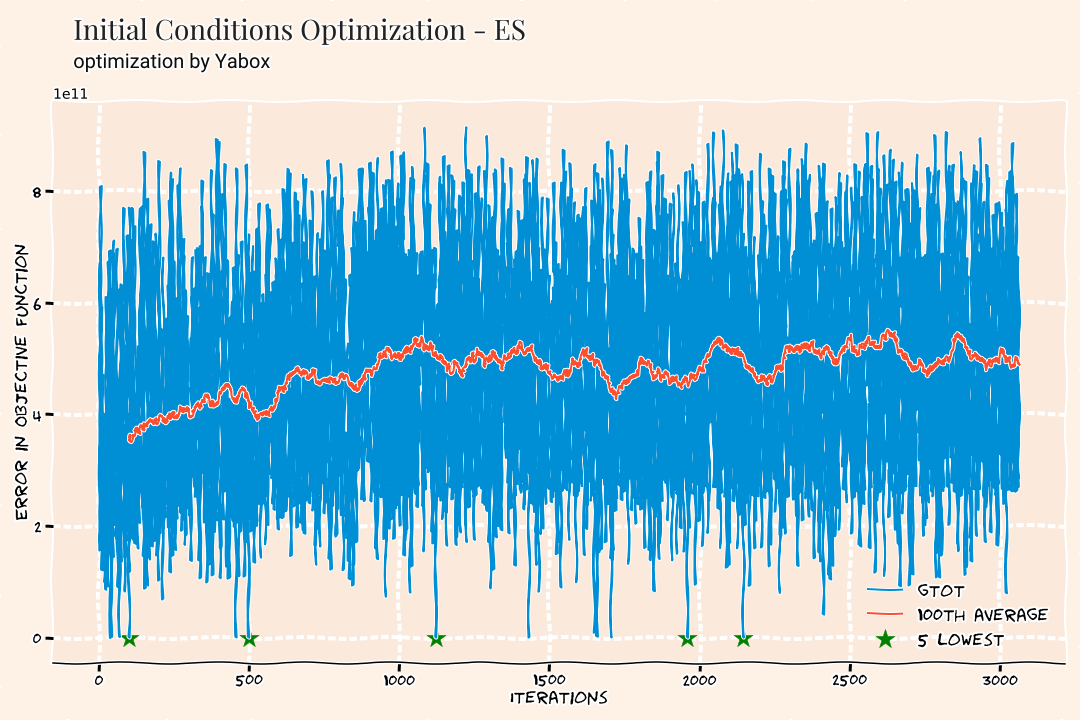 Initial Conditions Optimization - ES
optimization by Yabox
1e11
8
6
4
2
0
ERROR IN OBJECTIVE FUNCTION
GTOT
100TH AVERAGE
5 LOWEST
0 500 1000 1500 2000 2500 3000
ITERATIONS